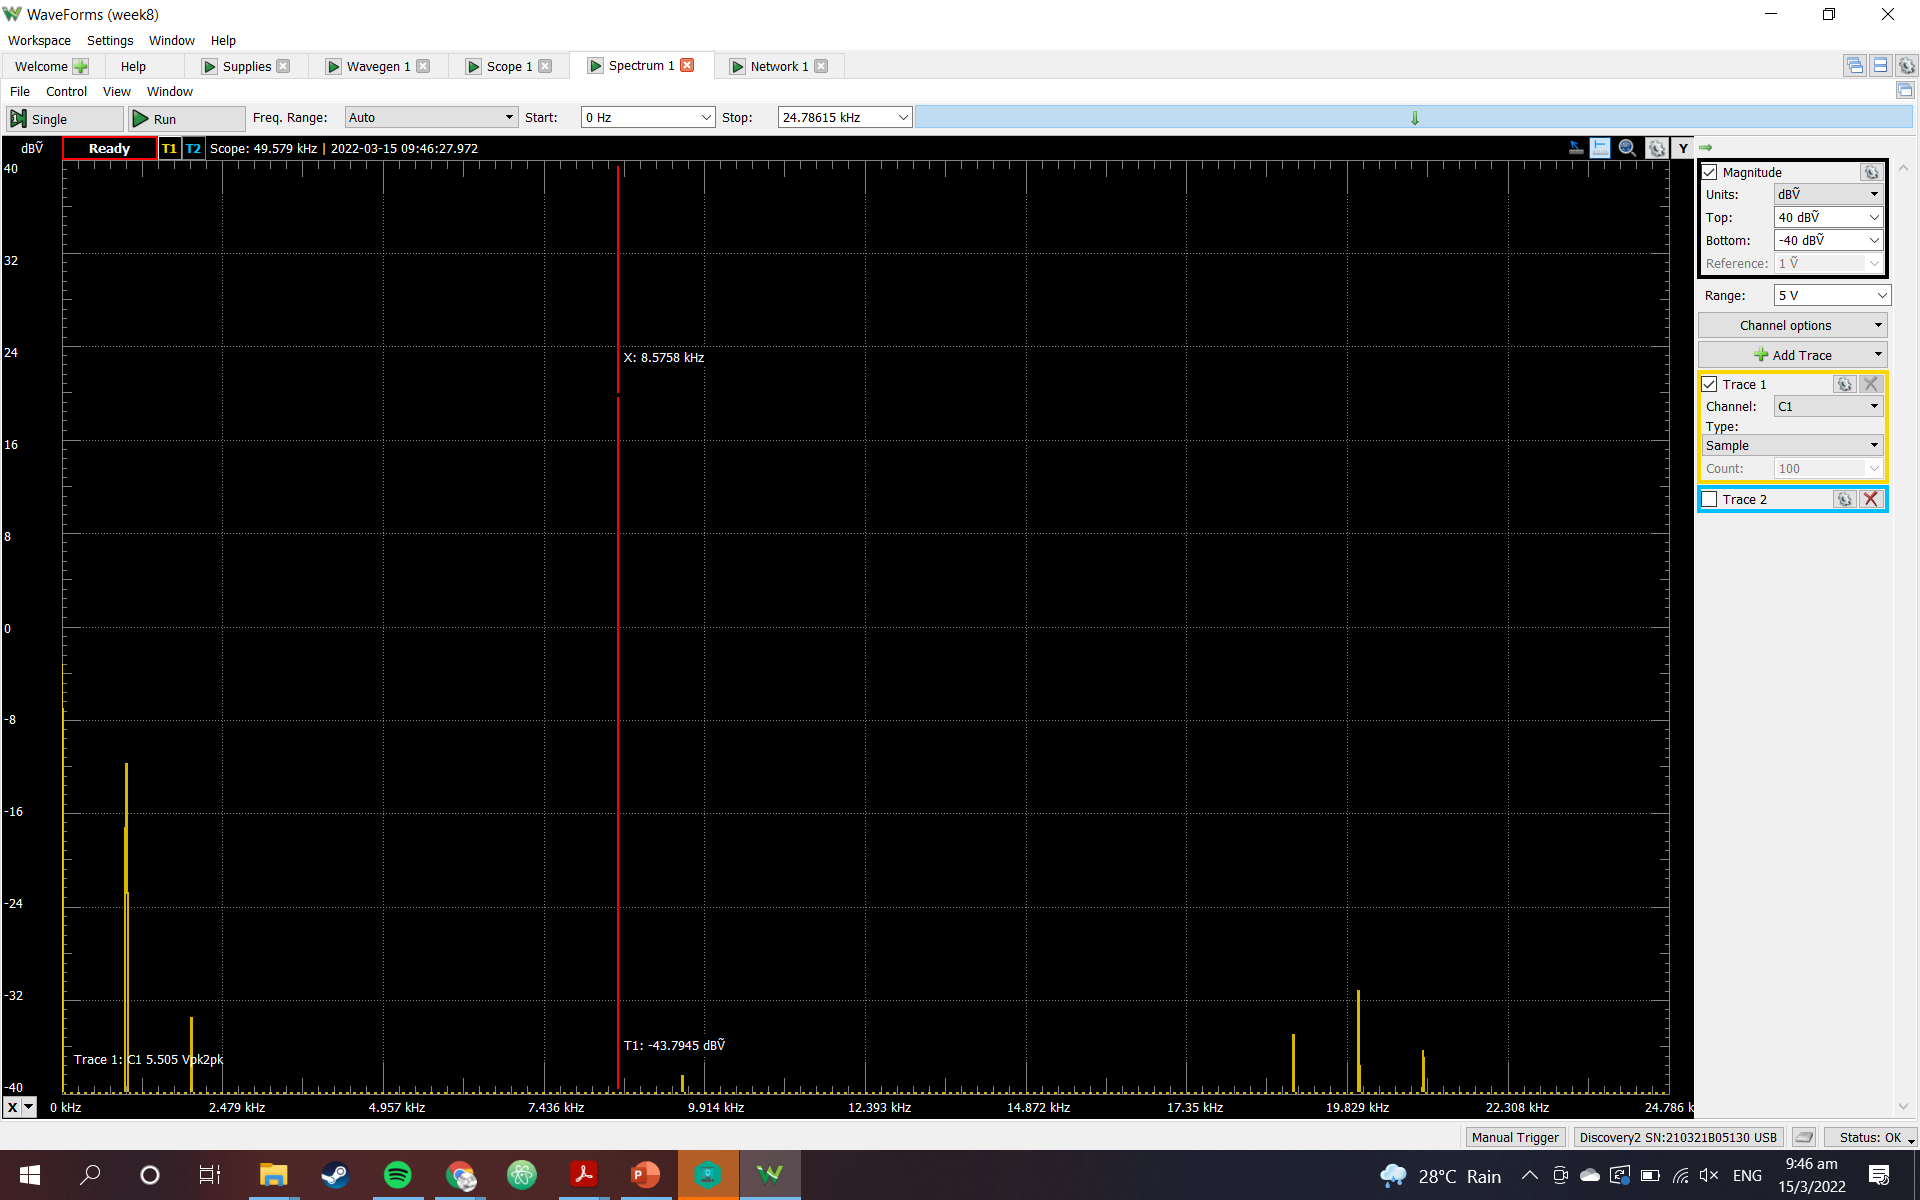 WaveForms (week8)
Workspace Settings Window Help
Welcome Help Supplies Wavegen 1 Scope 1 Spectrum 1 Network 1
File Control View Window
Single Run Freq. Range: Auto Start: 0 Hz Stop: 24.78615 kHz
dBṼ Ready T1 T2 Scope: 49.579 kHz | 2022-03-15 09:46:27.972 Y
40
32
24
16
8
0
-8
-16
-24
-32
-40
X: 8.5758 kHz
T1: -43.7945 dBṼ
Trace 1: C1 5.505 Vpk2pk
X 0 kHz 2.479 kHz 4.957 kHz 7.436 kHz 9.914 kHz 12.393 kHz 14.872 kHz 17.35 kHz 19.829 kHz 22.308 kHz 24.786 k
Magnitude
Units: dBṼ
Top: 40 dBṼ
Bottom: -40 dBṼ
Reference: 1 Ṽ
Range: 5 V
Channel options
Add Trace
Trace 1
Channel: C1
Type:
Sample
Count: 100
Trace 2
Manual Trigger Discovery2 SN:210321B05130 USB Status: OK
28°C Rain ENG 9:46 am
15/3/2022